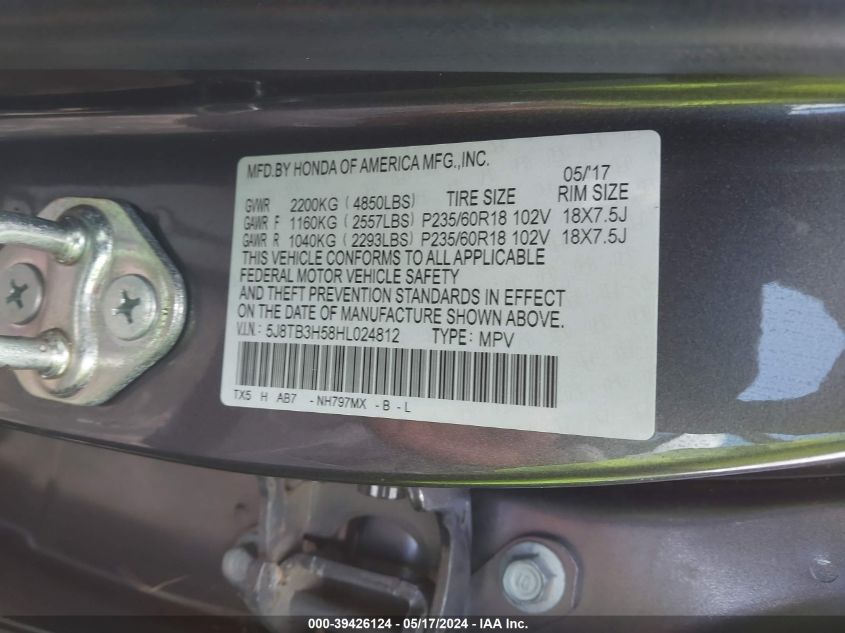 MFD.BY HONDA OF AMERICA MFG.,INC.
05/'17
GVWR 2200KG ( 4850LBS) TIRE SIZE RIM SIZE
GAWR F 1160KG ( 2557LBS) P235/60R18 102V 18X7.5J
GAWR R 1040KG ( 2293LBS) P235/60R18 102V 18X7.5J
THIS VEHICLE CONFORMS TO ALL APPLICABLE
FEDERAL MOTOR VEHICLE SAFETY
AND THEFT PREVENTION STANDARDS IN EFFECT
ON THE DATE OF MANUFACTURE SHOWN ABOVE.
V.I.N.: 5J8TB3H58HL024812 TYPE: MPV
TX5 H AB7 - NH797MX - B - L
10
000-39426124 - 05/17/2024 - IAA Inc.